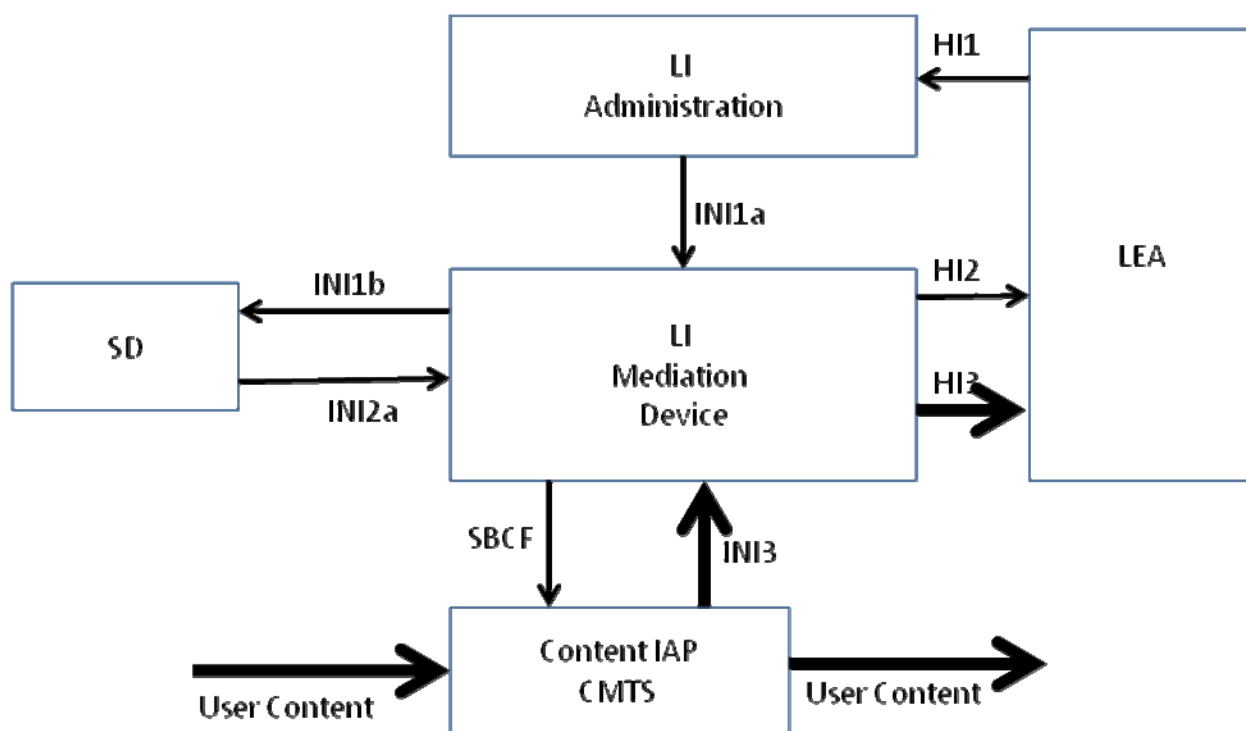 LI
Administration
HI1
LEA
INI1a
INI1b
SD
INI2a
LI
Mediation
Device
HI2
HI3
SBCF
INI3
Content IAP
CMTS
User Content
User Content